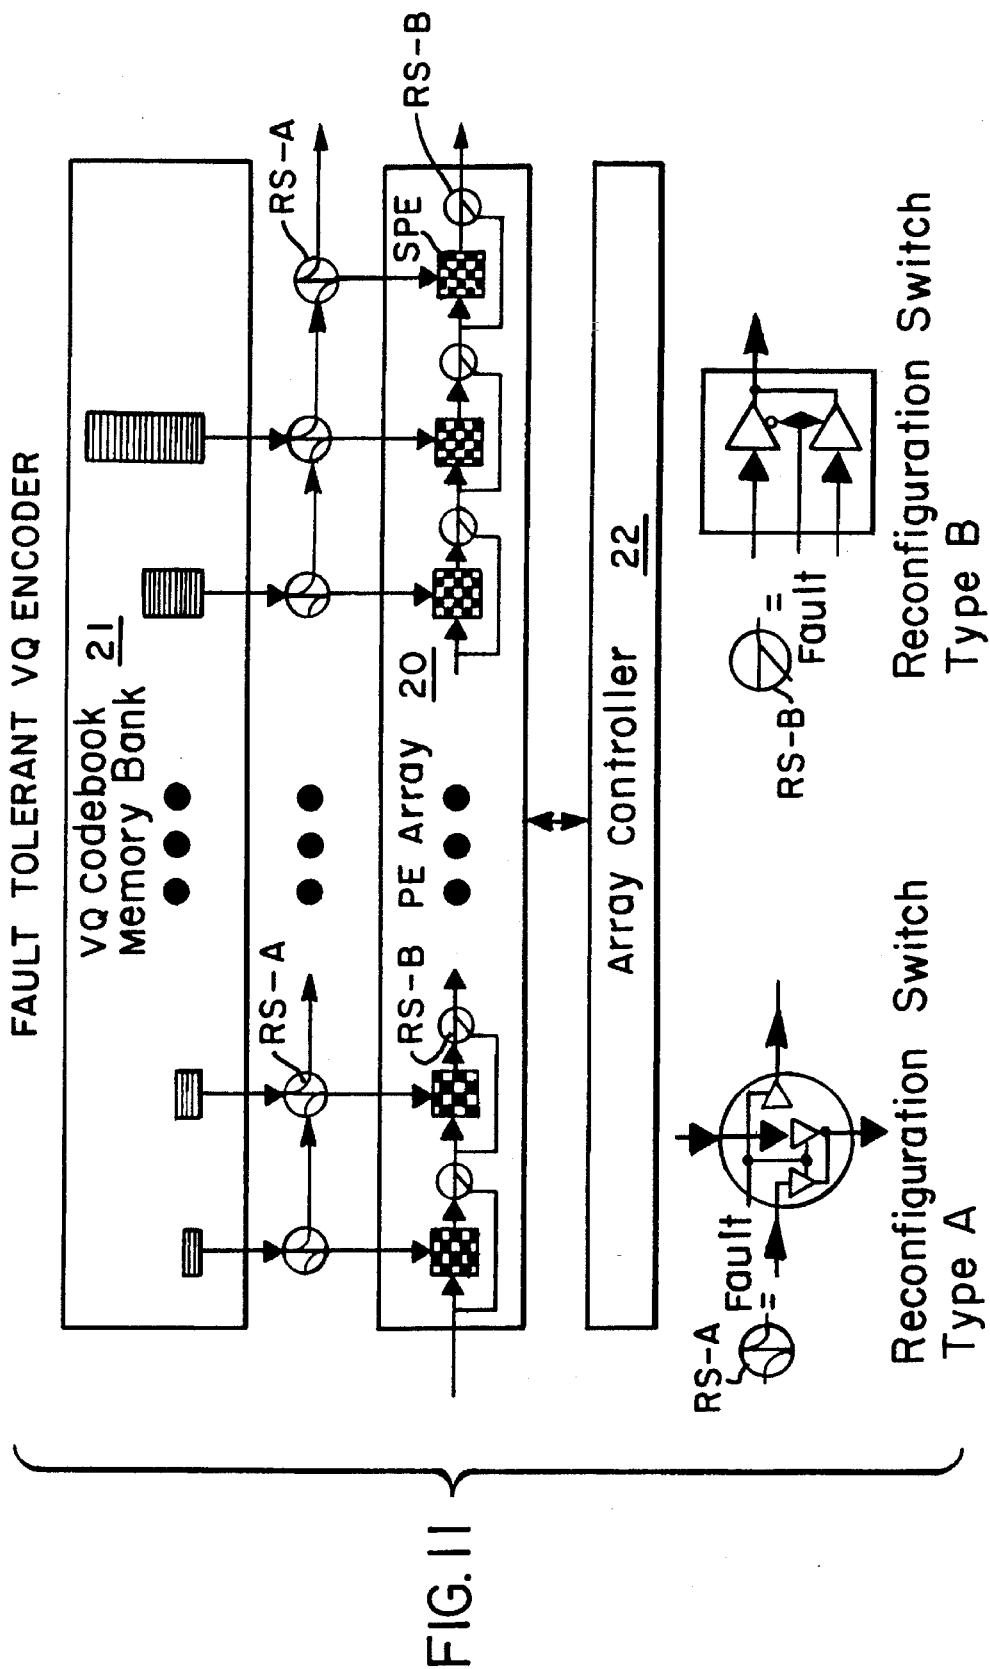 FAULT TOLERANT VQ ENCODER
VQ Codebook
Memory Bank
21
RS-A
RS-A
RS-B
PE Array
20
SPE
RS-B
Array Controller
22
RS-A
=
Fault
Reconfiguration Switch
Type A
RS-B
=
Fault
Reconfiguration Switch
Type B
FIG. 11